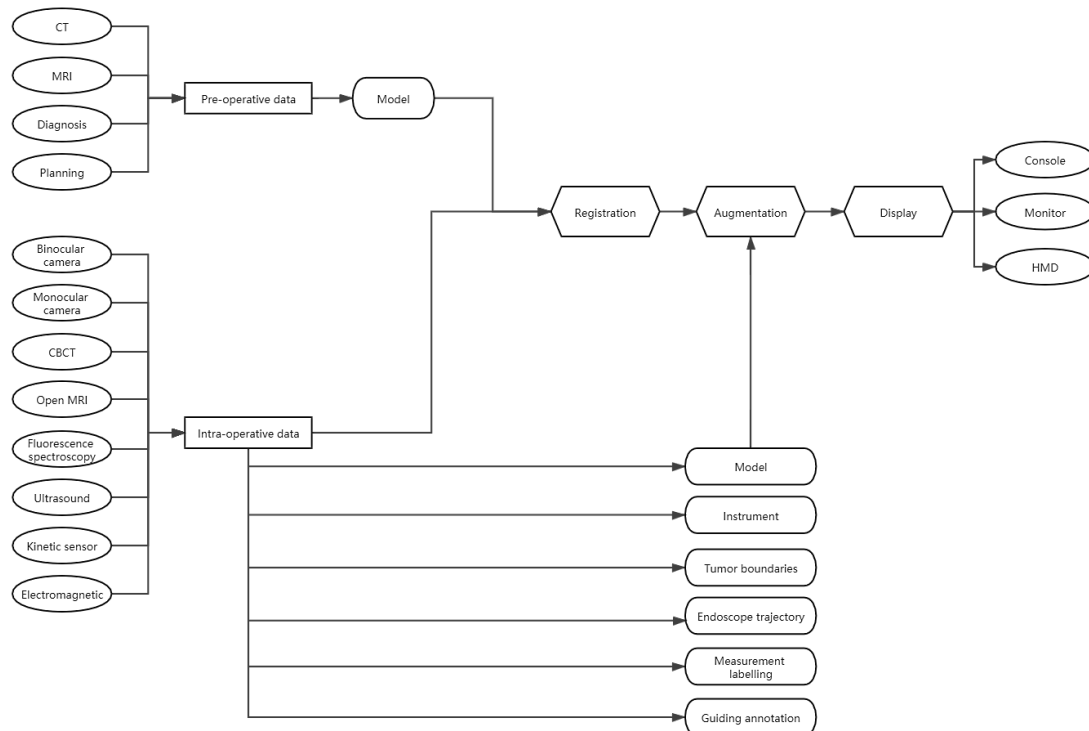 CT
MRI
Diagnosis
Planning
Pre-operative data
Model
Binocular
camera
Monocular
camera
CBCT
Open MRI
Fluorescence
spectroscopy
Ultrasound
Kinetic sensor
Electromagnetic
Intra-operative data
Registration
Augmentation
Display
Console
Monitor
HMD
Model
Instrument
Tumor boundaries
Endoscope trajectory
Measurement
labelling
Guiding annotation